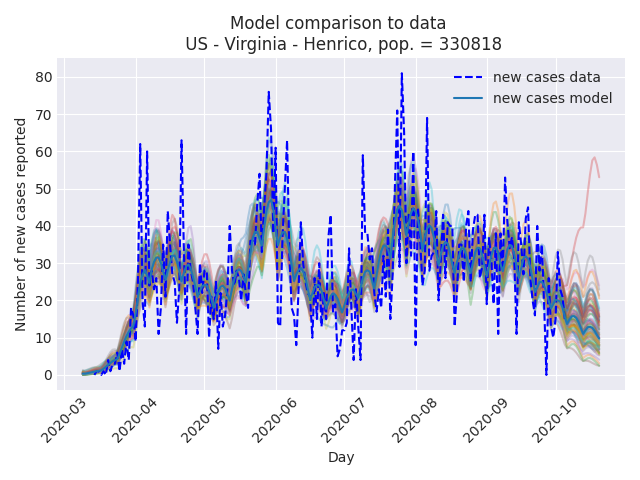 Model comparison to data
US - Virginia - Henrico, pop. = 330818
new cases data
new cases model
Number of new cases reported
80
70
60
50
40
30
20
10
0
2020-03
2020-04
2020-05
2020-06
2020-07
2020-08
2020-09
2020-10
Day